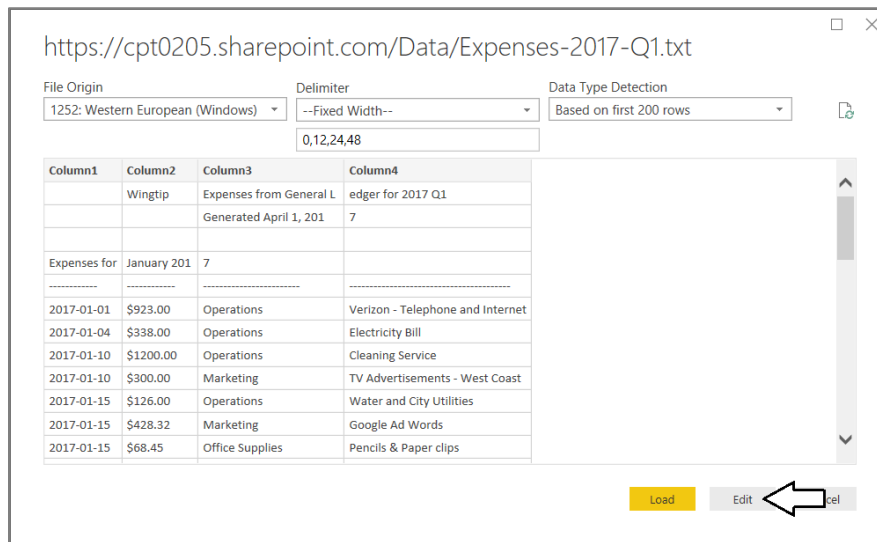 https://cpt0205.sharepoint.com/Data/Expenses-2017-Q1.txt
File Origin Delimiter Data Type Detection
1252: Western European (Windows) --Fixed Width-- Based on first 200 rows
0,12,24,48
Column1 Column2 Column3 Column4
Wingtip Expenses from General L edger for 2017 Q1
Generated April 1, 201 7
Expenses for January 201 7
------------ ------------ ------------------------ ----------------------------------------
2017-01-01 $923.00 Operations Verizon - Telephone and Internet
2017-01-04 $338.00 Operations Electricity Bill
2017-01-10 $1200.00 Operations Cleaning Service
2017-01-10 $300.00 Marketing TV Advertisements - West Coast
2017-01-15 $126.00 Operations Water and City Utilities
2017-01-15 $428.32 Marketing Google Ad Words
2017-01-15 $68.45 Office Supplies Pencils & Paper clips
Load Edit cel